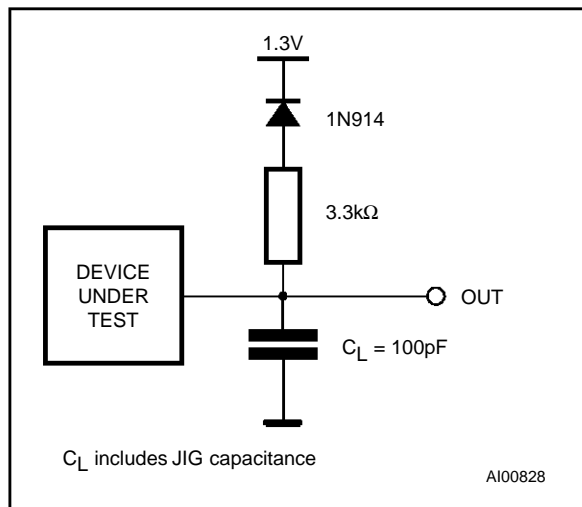 1.3V
1N914
3.3kΩ
DEVICE
UNDER
TEST
OUT
CL = 100pF
CL includes JIG capacitance
AI00828